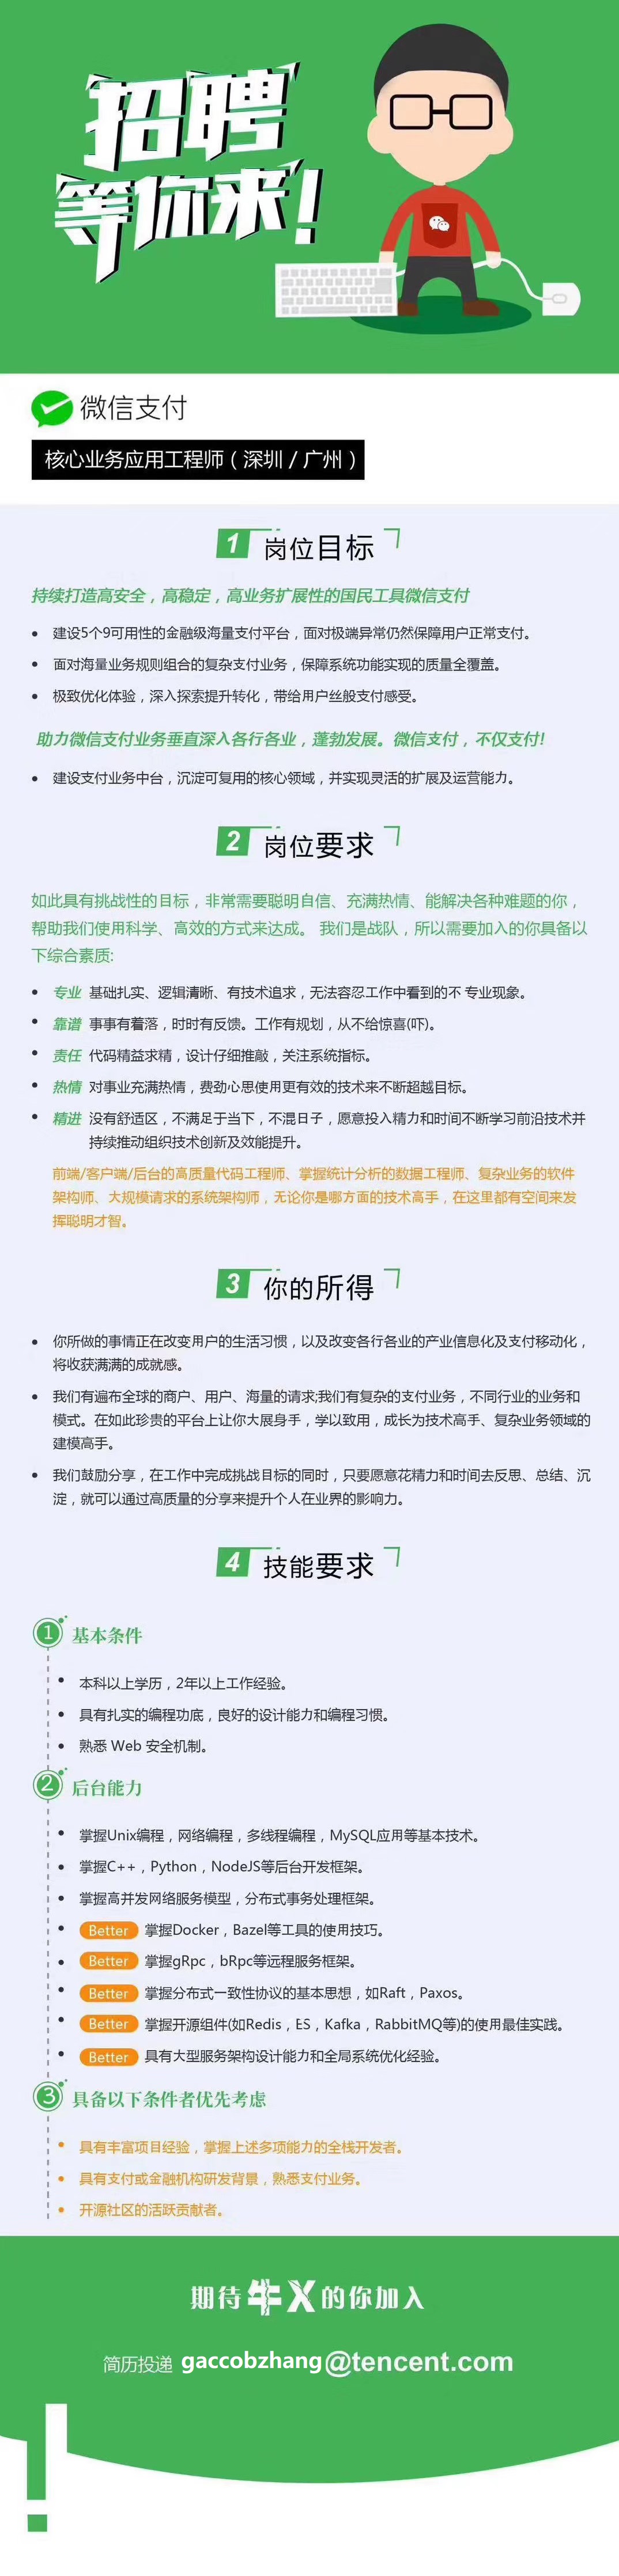 招聘
等你来!
微信支付
核心业务应用工程师（深圳 / 广州）
1 岗位目标
持续打造高安全，高稳定，高业务扩展性的国民工具微信支付
• 建设5个9可用性的金融级海量支付平台，面对极端异常仍然保障用户正常支付。
• 面对海量业务规则组合的复杂支付业务，保障系统功能实现的质量全覆盖。
• 极致优化体验，深入探索提升转化，带给用户丝般支付感受。
助力微信支付业务垂直深入各行各业，蓬勃发展。微信支付，不仅支付!
• 建设支付业务中台，沉淀可复用的核心领域，并实现灵活的扩展及运营能力。
2 岗位要求
如此具有挑战性的目标，非常需要聪明自信、充满热情、能解决各种难题的你，
帮助我们使用科学、高效的方式来达成。 我们是战队，所以需要加入的你具备以
下综合素质:
• 专业 基础扎实、逻辑清晰、有技术追求，无法容忍工作中看到的不 专业现象。
• 靠谱 事事有着落，时时有反馈。工作有规划，从不给惊喜(吓)。
• 责任 代码精益求精，设计仔细推敲，关注系统指标。
• 热情 对事业充满热情，费劲心思使用更有效的技术来不断超越目标。
• 精进 没有舒适区，不满足于当下，不混日子，愿意投入精力和时间不断学习前沿技术并
持续推动组织技术创新及效能提升。
前端/客户端/后台的高质量代码工程师、掌握统计分析的数据工程师、复杂业务的软件
架构师、大规模请求的系统架构师，无论你是哪方面的技术高手，在这里都有空间来发
挥聪明才智。
3 你的所得
• 你所做的事情正在改变用户的生活习惯，以及改变各行各业的产业信息化及支付移动化，
将收获满满的成就感。
• 我们有遍布全球的商户、用户、海量的请求;我们有复杂的支付业务，不同行业的业务和
模式。在如此珍贵的平台上让你大展身手，学以致用，成长为技术高手、复杂业务领域的
建模高手。
• 我们鼓励分享，在工作中完成挑战目标的同时，只要愿意花精力和时间去反思、总结、沉
淀，就可以通过高质量的分享来提升个人在业界的影响力。
4 技能要求
1 基本条件
• 本科以上学历，2年以上工作经验。
• 具有扎实的编程功底，良好的设计能力和编程习惯。
• 熟悉 Web 安全机制。
2 后台能力
• 掌握Unix编程，网络编程，多线程编程，MySQL应用等基本技术。
• 掌握C++，Python，NodeJS等后台开发框架。
• 掌握高并发网络服务模型，分布式事务处理框架。
• Better 掌握Docker，Bazel等工具的使用技巧。
• Better 掌握gRpc，bRpc等远程服务框架。
• Better 掌握分布式一致性协议的基本思想，如Raft，Paxos。
• Better 掌握开源组件(如Redis，ES，Kafka，RabbitMQ等)的使用最佳实践。
• Better 具有大型服务架构设计能力和全局系统优化经验。
3 具备以下条件者优先考虑
• 具有丰富项目经验，掌握上述多项能力的全栈开发者。
• 具有支付或金融机构研发背景，熟悉支付业务。
• 开源社区的活跃贡献者。
期待牛X的你加入
简历投递 gaccobzhang@tencent.com
!